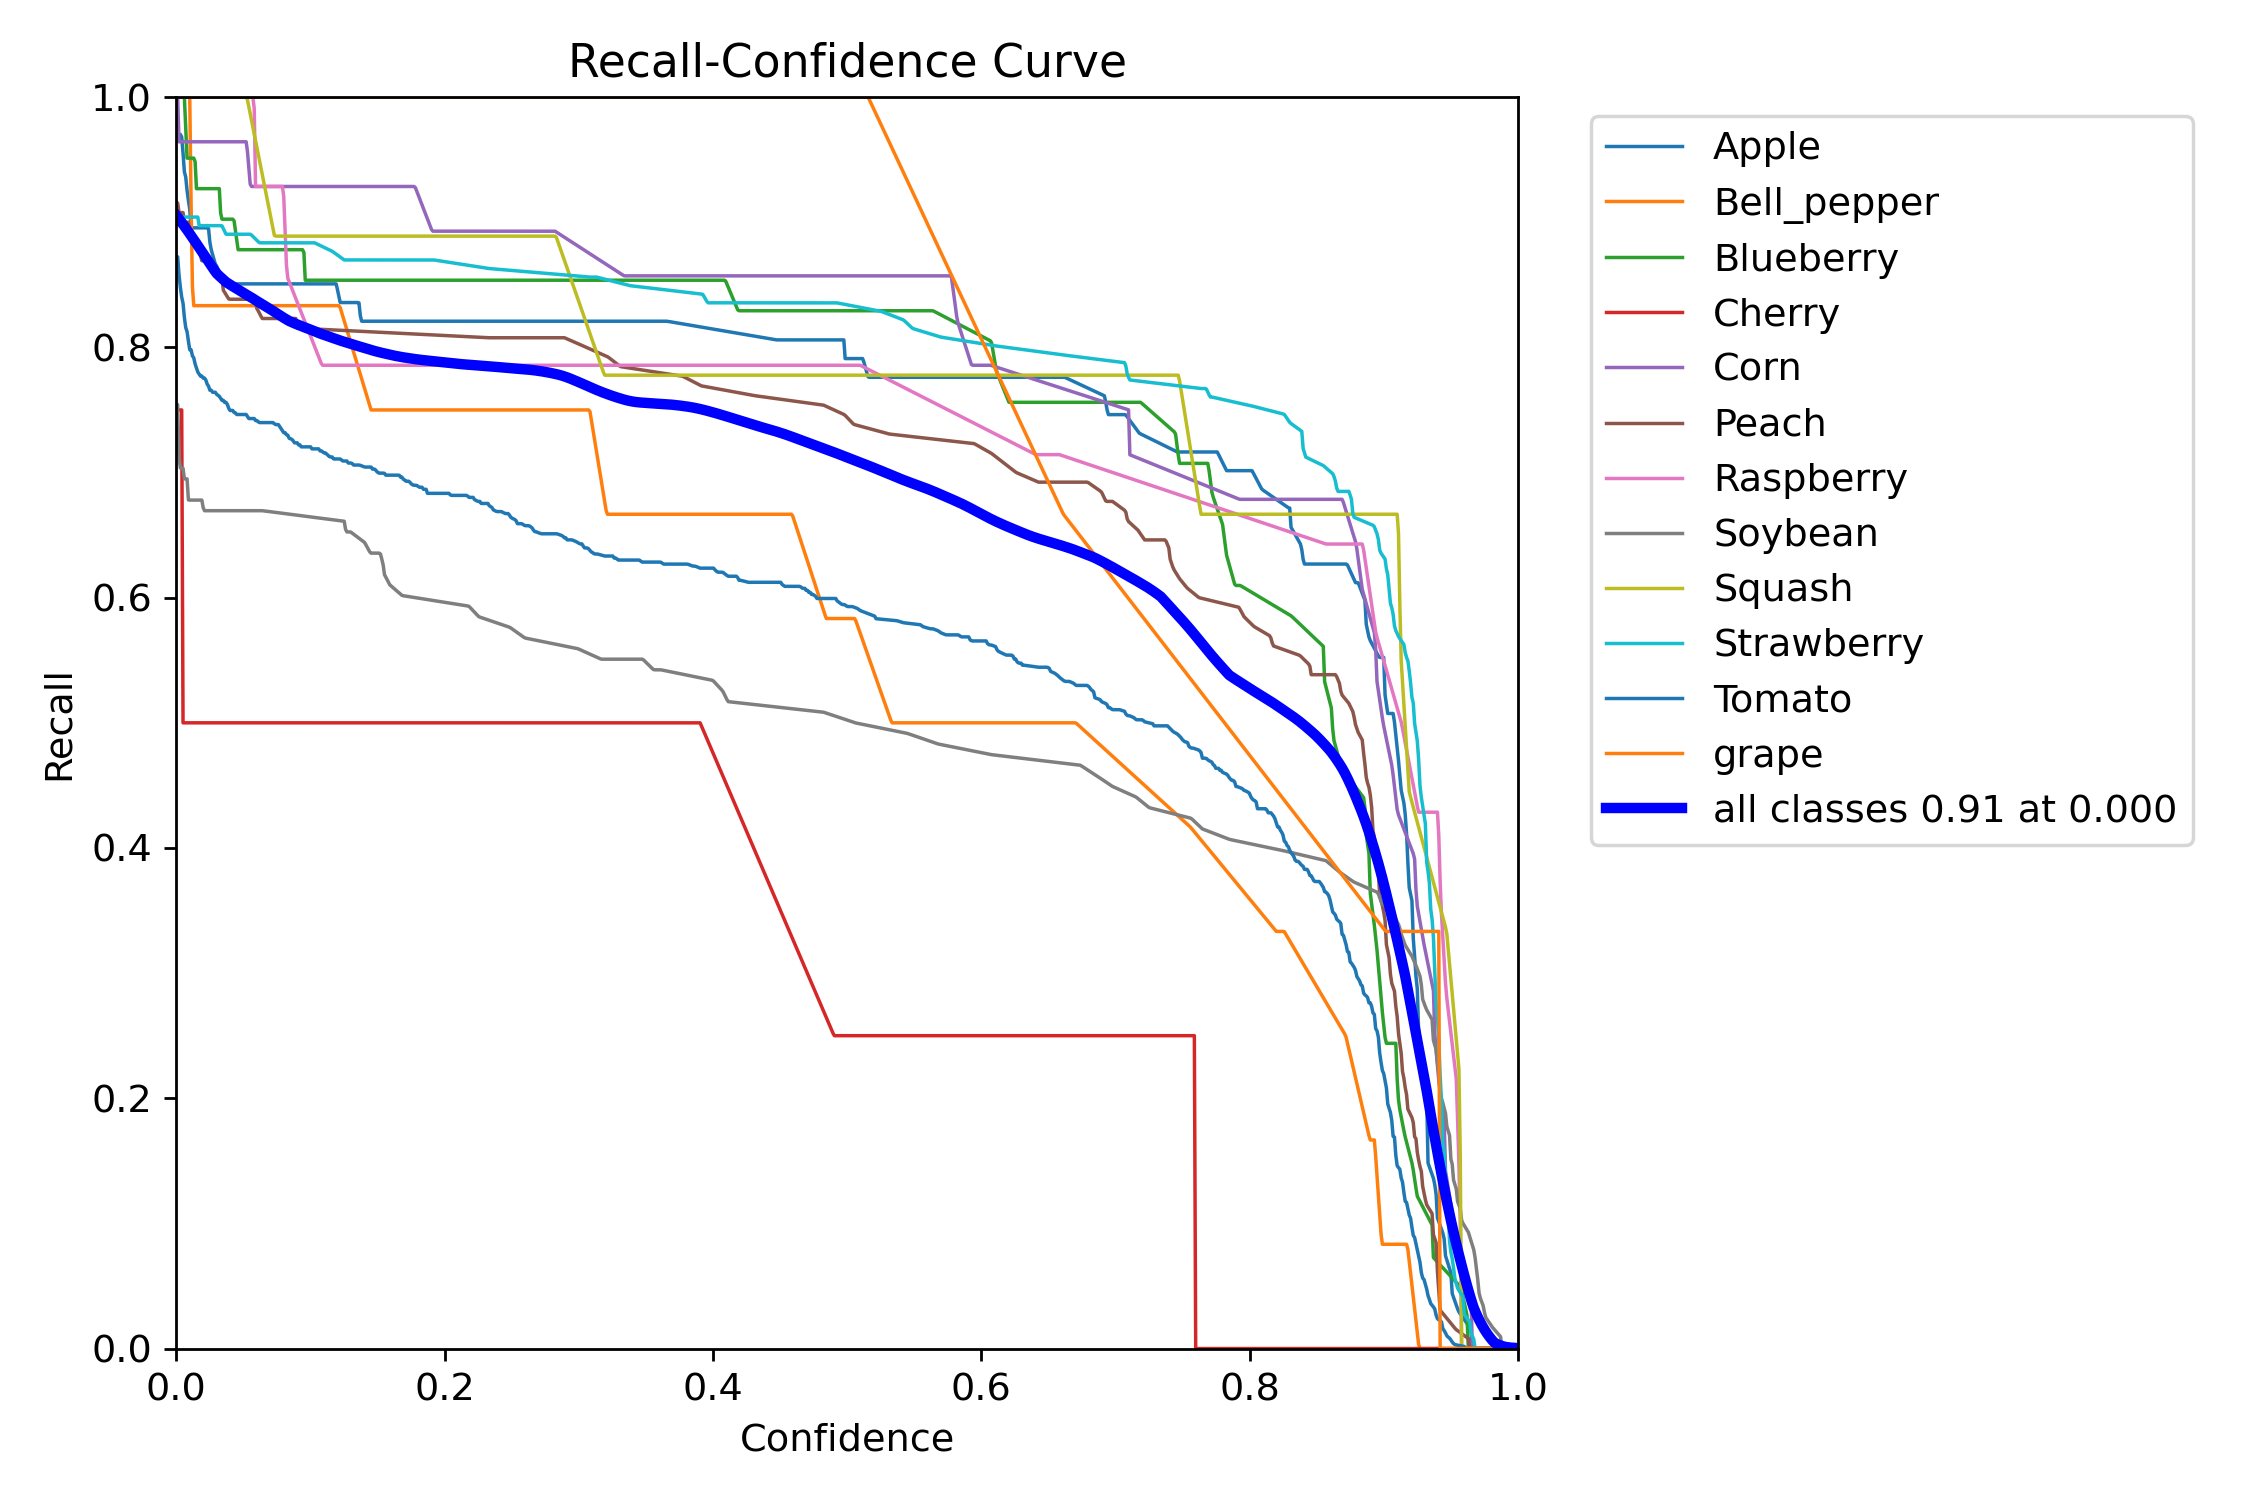 Recall-Confidence Curve
1.0
0.8
0.6
0.4
0.2
0.0
Recall
0.0 0.2 0.4 0.6 0.8 1.0
Confidence
Apple
Bell_pepper
Blueberry
Cherry
Corn
Peach
Raspberry
Soybean
Squash
Strawberry
Tomato
grape
all classes 0.91 at 0.000